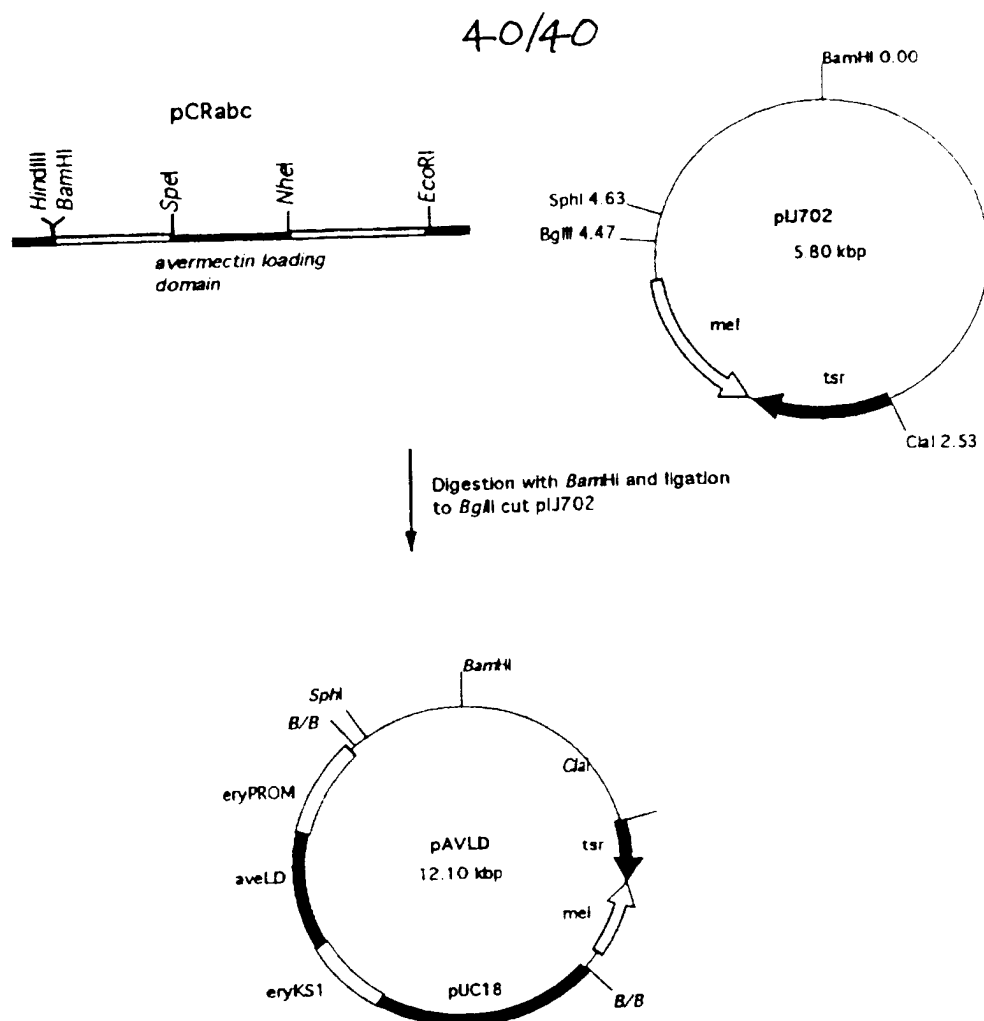 40/40
pCRabc
HindIII
BamHI
SpeI
NheI
EcoRI
avermectin loading
domain
BamHI 0.00
SphI 4.63
BglII 4.47
pIJ702
5.80 kbp
mel
tsr
ClaI 2.53
Digestion with BamHI and ligation
to BglII cut pIJ702
BamHI
SphI
B/B
ClaI
eryPROM
pAVLD
12.10 kbp
tsr
aveLD
mel
eryKS1
pUC18
B/B